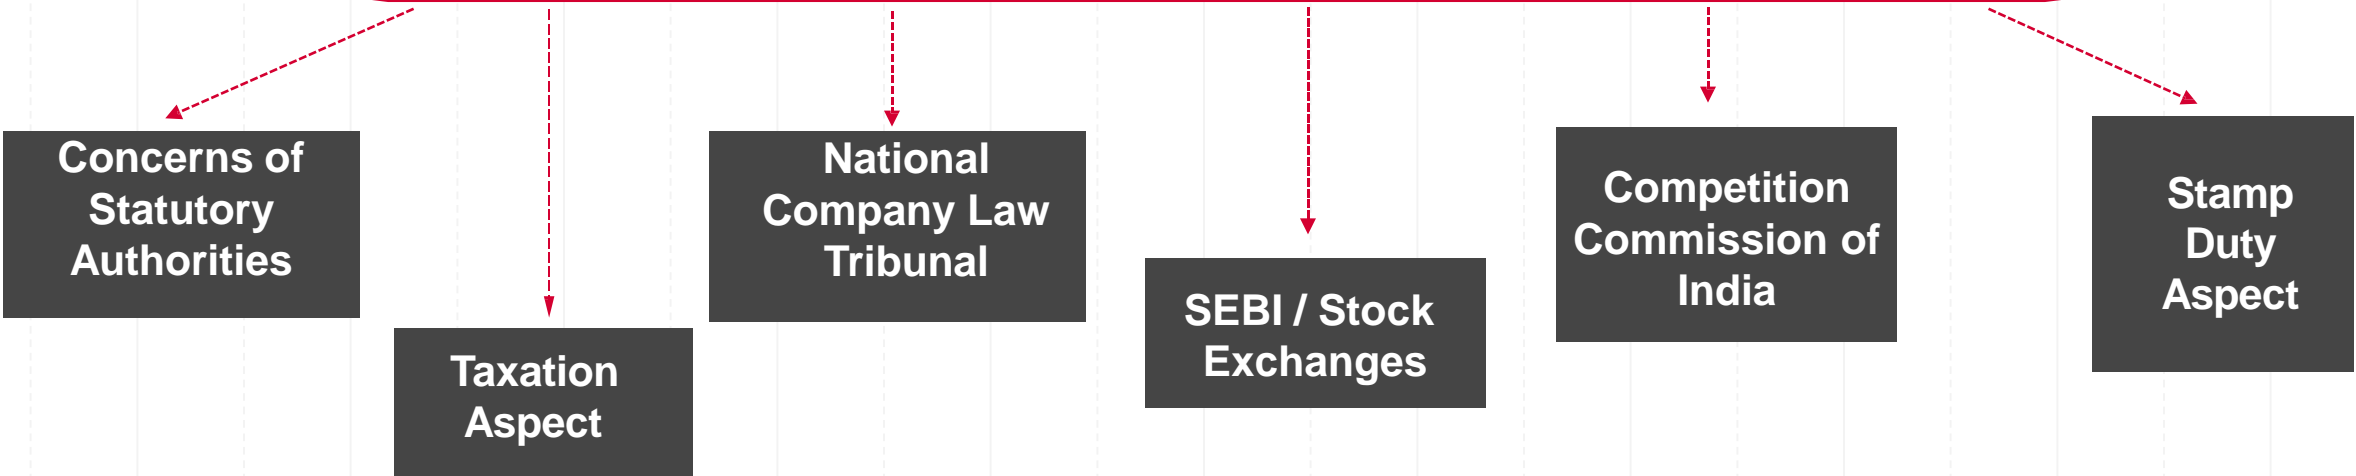 Concerns of
Statutory
Authorities
Taxation
Aspect
National
Company Law
Tribunal
SEBI / Stock
Exchanges
Competition
Commission of
India
Stamp
Duty
Aspect